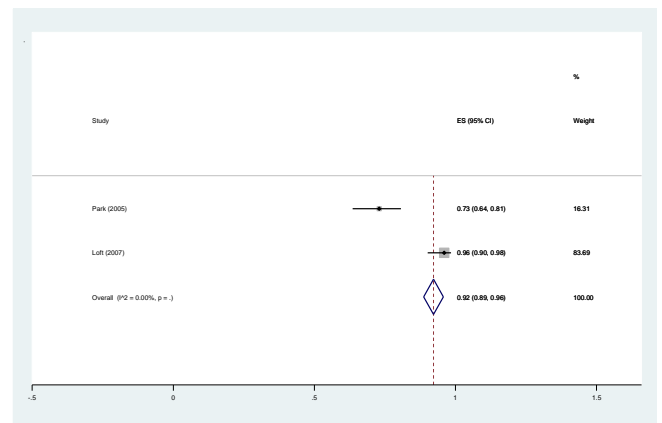 %
Study ES (95% CI) Weight
Park (2005) 0.73 (0.64, 0.81) 16.31
Loft (2007) 0.96 (0.90, 0.98) 83.69
Overall (I^2 = 0.00%, p = .) 0.92 (0.89, 0.96) 100.00
-.5 0 .5 1 1.5